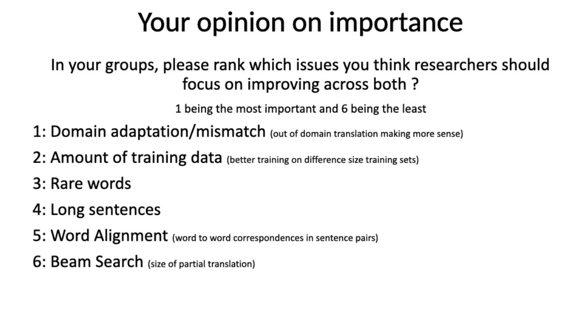 Your opinion on importance
In your groups, please rank which issues you think researchers should
focus on improving across both ?
1 being the most important and 6 being the least
1: Domain adaptation/mismatch (out of domain translation making more sense)
2: Amount of training data (better training on difference size training sets)
3: Rare words
4: Long sentences
5: Word Alignment (word to word correspondences in sentence pairs)
6: Beam Search (size of partial translation)